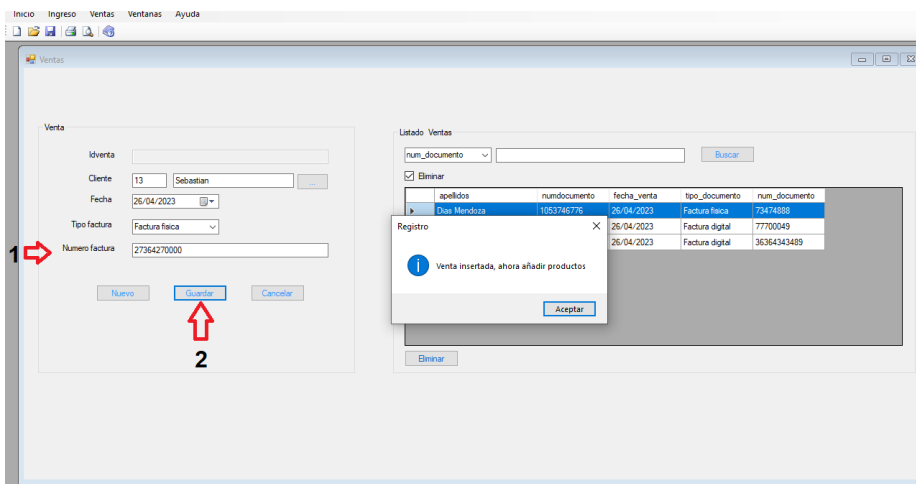 Inicio Ingreso Ventas Ventanas Ayuda
Ventas
Venta
Idventa
Cliente 13 Sebastian ...
Fecha 26/04/2023
Tipo factura Factura fisica
1 Numero factura 27364270000
Nuevo Guardar Cancelar
2
Listado Ventas
num_documento Buscar
Eliminar
apellidos numdocumento fecha_venta tipo_documento num_documento
Dias Mendoza 1053746776 26/04/2023 Factura fisica 73474888
26/04/2023 Factura digital 77700049
26/04/2023 Factura digital 36364343489
Registro
Venta insertada, ahora añadir productos
Aceptar
Eliminar